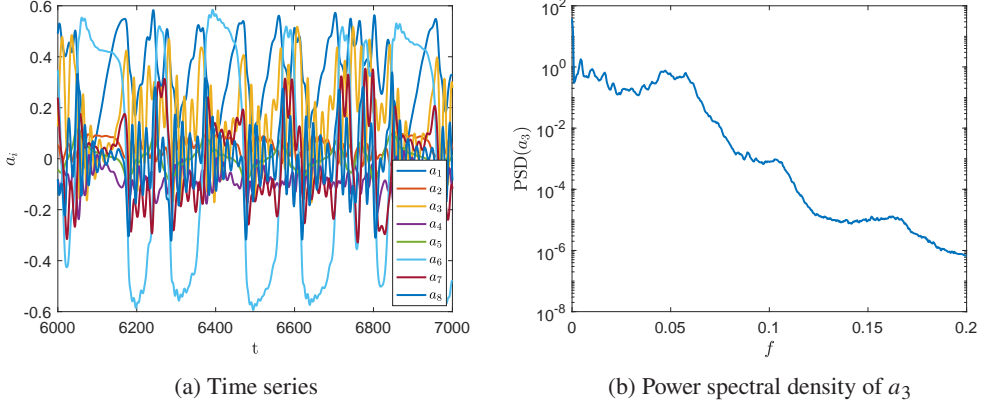 0.6
0.4
0.2
0
-0.2
-0.4
-0.6
a_i
6000 6200 6400 6600 6800 7000
t
a_1
a_2
a_3
a_4
a_5
a_6
a_7
a_8
(a) Time series
10^0
10^-2
10^-4
10^-6
10^-8
PSD(a_3)
0 0.05 0.1 0.15 0.2
f
(b) Power spectral density of a_3